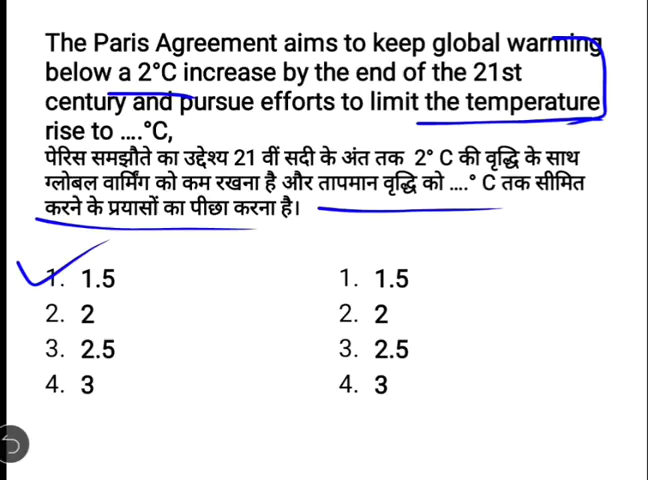 The Paris Agreement aims to keep global warming
below a 2°C increase by the end of the 21st
century and pursue efforts to limit the temperature
rise to ....°C,
पेरिस समझौते का उद्देश्य 21 वीं सदी के अंत तक 2° C की वृद्धि के साथ
ग्लोबल वार्मिंग को कम रखना है और तापमान वृद्धि को ....° C तक सीमित
करने के प्रयासों का पीछा करना है।
1. 1.5
2. 2
3. 2.5
4. 3
1. 1.5
2. 2
3. 2.5
4. 3